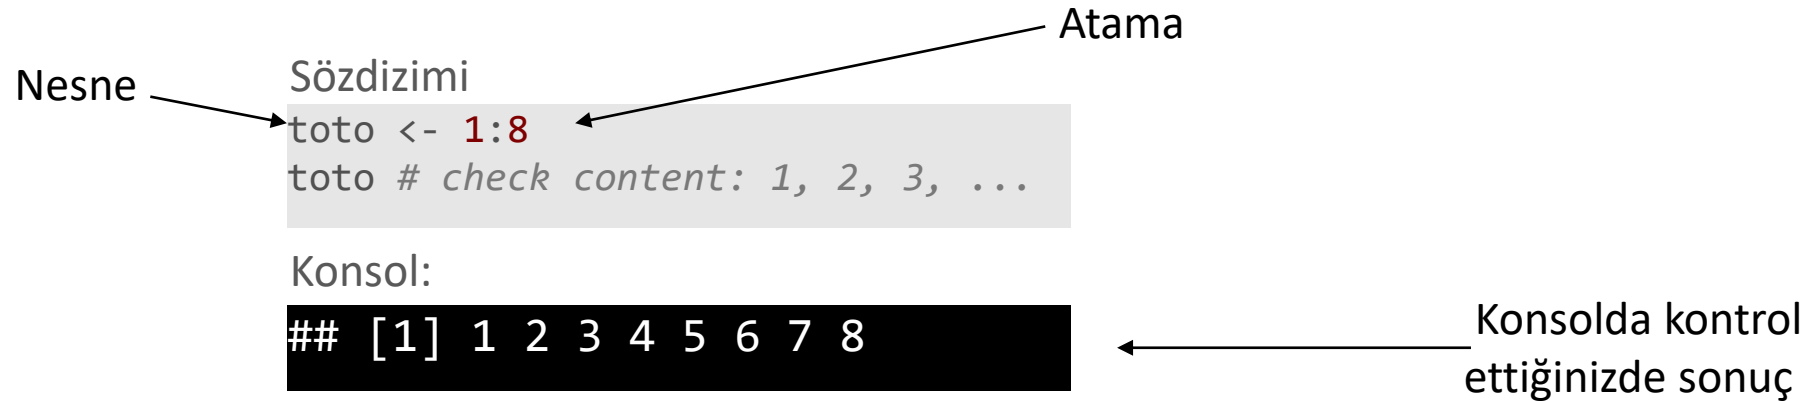 Atama
Nesne
Sözdizimi
toto <- 1:8
toto # check content: 1, 2, 3, ...
Konsol:
## [1] 1 2 3 4 5 6 7 8
Konsolda kontrol
ettiğinizde sonuç